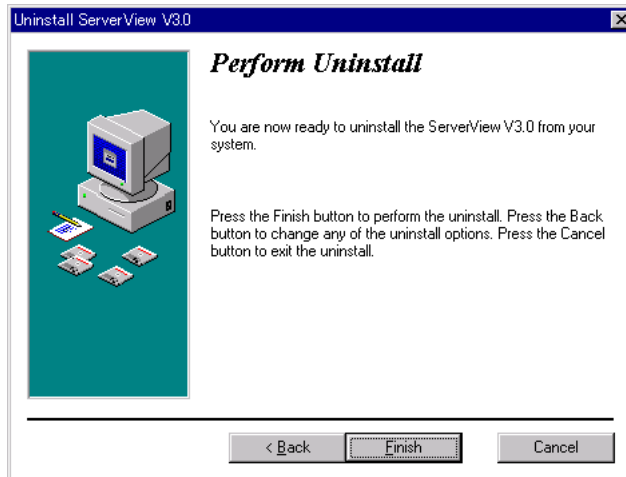 Uninstall ServerView V3.0
Perform Uninstall
You are now ready to uninstall the ServerView V3.0 from your
system.
Press the Finish button to perform the uninstall. Press the Back
button to change any of the uninstall options. Press the Cancel
button to exit the uninstall.
< Back
Finish
Cancel